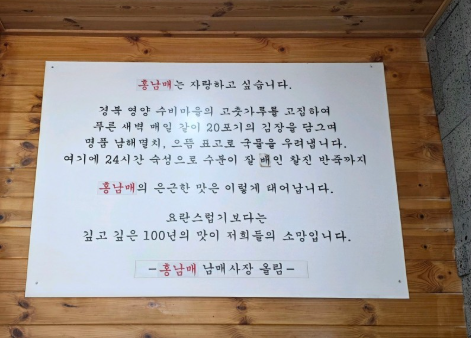 홍남매는 자랑하고 싶습니다.
경북 영양 수비마을의 고춧가루를 고집하여
푸른 새벽 매일 같이 20포기의 김장을 담그며
명품 남해멸치, 으뜸 표고로 국물을 우려냅니다.
여기에 24시간 숙성으로 수분이 잘 배인 찰진 반죽까지
홍남매의 은근한 맛은 이렇게 태어납니다.
요란스럽기보다는
깊고 깊은 100년의 맛이 저희들의 소망입니다.
-홍남매 남매사장 올림-